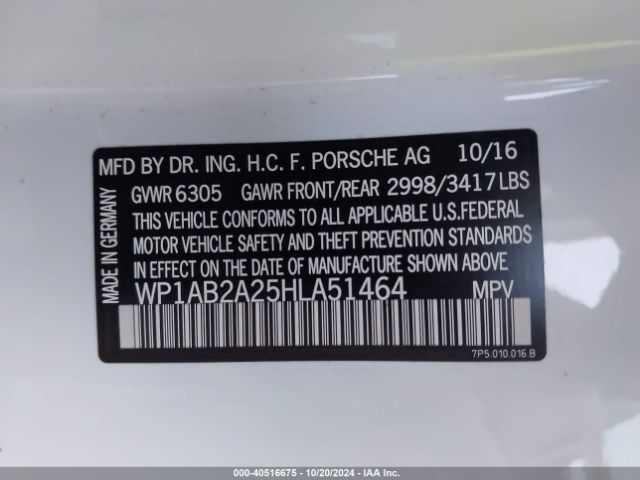 MFD BY DR. ING. H.C. F. PORSCHE AG 10/16
GVWR 6305 GAWR FRONT/REAR 2998/3417 LBS
THIS VEHICLE CONFORMS TO ALL APPLICABLE U.S.FEDERAL
MOTOR VEHICLE SAFETY AND THEFT PREVENTION STANDARDS
IN EFFECT ON THE DATE OF MANUFACTURE SHOWN ABOVE
WP1AB2A25HLA51464 MPV
7P5.010.016.B
MADE IN GERMANY
000-40516675 | 10/20/2024 | IAAI.COM